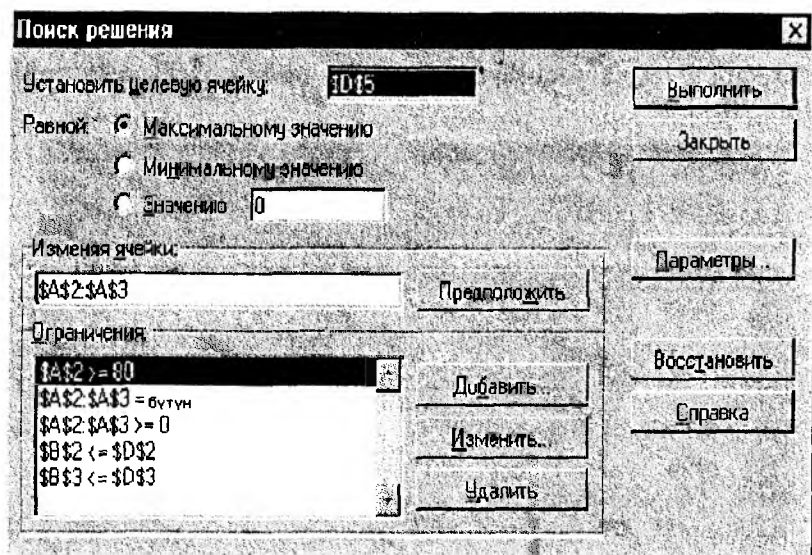 Поиск решения
Установить целевую ячейку: $D$5
Выполнить
Равной: Максимальному значению
Закрыть
Минимальному значению
Значению 0
Изменяя ячейки:
Параметры...
$A$2:$A$3
Предположить
Ограничения:
Восстановить
$A$2 >= 80
Добавить...
$A$2:$A$3 = бүтүн
Справка
$A$2:$A$3 >= 0
Изменить...
$B$2 <= $D$2
$B$3 <= $D$3
Удалить